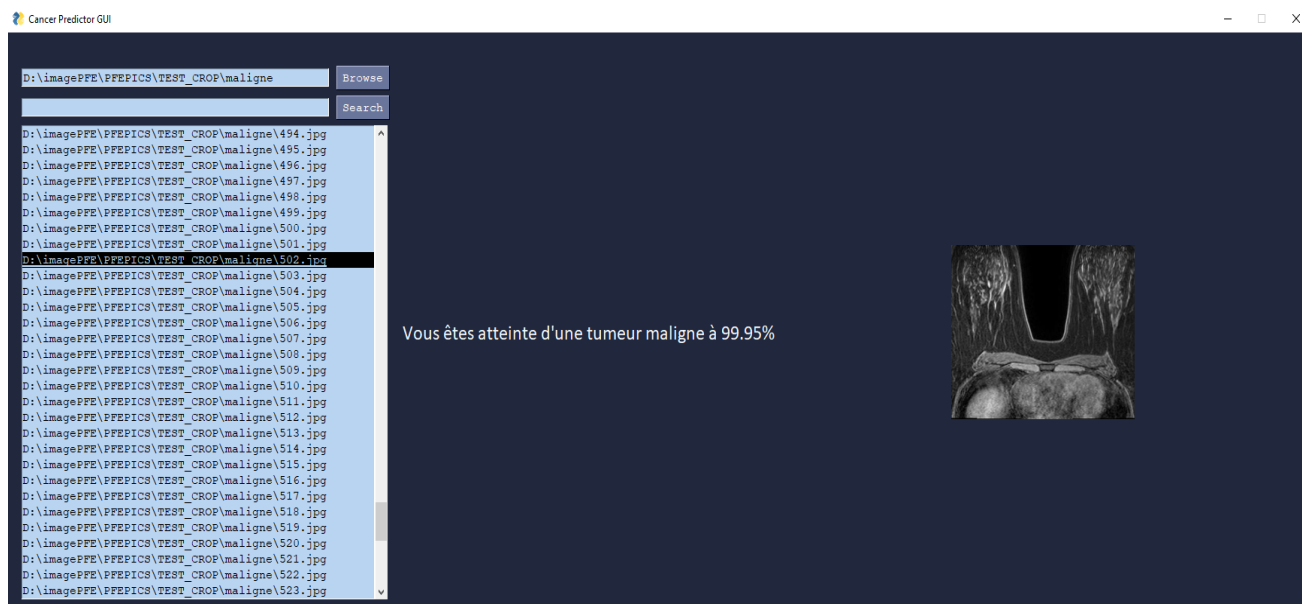 Cancer Predictor GUI
D:\imagePFE\PFEPICS\TEST_CROP\maligne
Browse
Search
D:\imagePFE\PFEPICS\TEST_CROP\maligne\494.jpg
D:\imagePFE\PFEPICS\TEST_CROP\maligne\495.jpg
D:\imagePFE\PFEPICS\TEST_CROP\maligne\496.jpg
D:\imagePFE\PFEPICS\TEST_CROP\maligne\497.jpg
D:\imagePFE\PFEPICS\TEST_CROP\maligne\498.jpg
D:\imagePFE\PFEPICS\TEST_CROP\maligne\499.jpg
D:\imagePFE\PFEPICS\TEST_CROP\maligne\500.jpg
D:\imagePFE\PFEPICS\TEST_CROP\maligne\501.jpg
D:\imagePFE\PFEPICS\TEST_CROP\maligne\502.jpg
D:\imagePFE\PFEPICS\TEST_CROP\maligne\503.jpg
D:\imagePFE\PFEPICS\TEST_CROP\maligne\504.jpg
D:\imagePFE\PFEPICS\TEST_CROP\maligne\505.jpg
D:\imagePFE\PFEPICS\TEST_CROP\maligne\506.jpg
D:\imagePFE\PFEPICS\TEST_CROP\maligne\507.jpg
D:\imagePFE\PFEPICS\TEST_CROP\maligne\508.jpg
D:\imagePFE\PFEPICS\TEST_CROP\maligne\509.jpg
D:\imagePFE\PFEPICS\TEST_CROP\maligne\510.jpg
D:\imagePFE\PFEPICS\TEST_CROP\maligne\511.jpg
D:\imagePFE\PFEPICS\TEST_CROP\maligne\512.jpg
D:\imagePFE\PFEPICS\TEST_CROP\maligne\513.jpg
D:\imagePFE\PFEPICS\TEST_CROP\maligne\514.jpg
D:\imagePFE\PFEPICS\TEST_CROP\maligne\515.jpg
D:\imagePFE\PFEPICS\TEST_CROP\maligne\516.jpg
D:\imagePFE\PFEPICS\TEST_CROP\maligne\517.jpg
D:\imagePFE\PFEPICS\TEST_CROP\maligne\518.jpg
D:\imagePFE\PFEPICS\TEST_CROP\maligne\519.jpg
D:\imagePFE\PFEPICS\TEST_CROP\maligne\520.jpg
D:\imagePFE\PFEPICS\TEST_CROP\maligne\521.jpg
D:\imagePFE\PFEPICS\TEST_CROP\maligne\522.jpg
D:\imagePFE\PFEPICS\TEST_CROP\maligne\523.jpg
Vous êtes atteinte d'une tumeur maligne à 99.95%